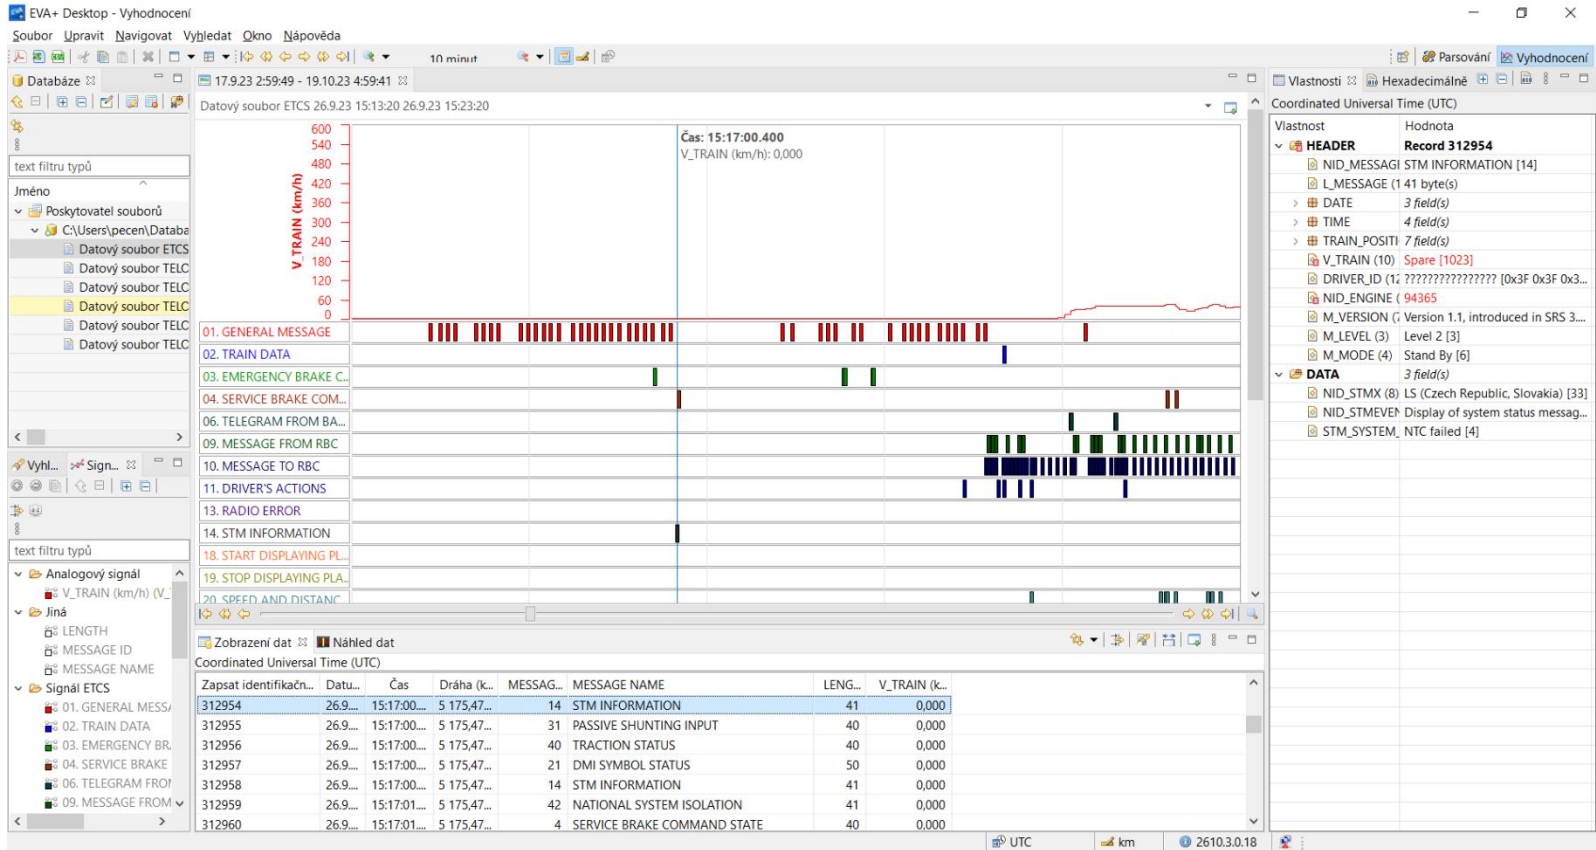 EVA+ Desktop - Vyhodnocení
Soubor Upravit Navigovat Vyhledat Okno Nápověda
10 minut
Parsování Vyhodnocení
Databáze
text filtru typů
Jméno
Poskytovatel souborů
C:\Users\pecen\Databa
Datový soubor ETCS
Datový soubor TELO
Datový soubor TELO
Datový soubor TELO
Datový soubor TELO
Datový soubor TELO
Vyhl... Sign...
text filtru typů
Analogový signál
V_TRAIN (km/h) (V_
Jiná
LENGTH
MESSAGE ID
MESSAGE NAME
Signál ETCS
01. GENERAL MESSA
02. TRAIN DATA
03. EMERGENCY BR
04. SERVICE BRAKE
06. TELEGRAM FROM
09. MESSAGE FROM
17.9.23 2:59:49 - 19.10.23 4:59:41
Datový soubor ETCS 26.9.23 15:13:20 26.9.23 15:23:20
V_TRAIN (km/h)
600
540
480
420
360
300
240
180
120
60
0
Čas: 15:17:00.400
V_TRAIN (km/h): 0,000
01. GENERAL MESSAGE
02. TRAIN DATA
03. EMERGENCY BRAKE C...
04. SERVICE BRAKE COM...
06. TELEGRAM FROM BA...
09. MESSAGE FROM RBC
10. MESSAGE TO RBC
11. DRIVER'S ACTIONS
13. RADIO ERROR
14. STM INFORMATION
18. START DISPLAYING PL...
19. STOP DISPLAYING PLA...
20. SPEED AND DISTANC
Zobrazení dat Náhled dat
Coordinated Universal Time (UTC)
Zapsat identifikačn... Datu... Čas Dráha (k... MESSAG... MESSAGE NAME LENG... V_TRAIN (k...
312954 26.9.... 15:17:00.... 5 175,47... 14 STM INFORMATION 41 0,000
312955 26.9.... 15:17:00.... 5 175,47... 31 PASSIVE SHUNTING INPUT 40 0,000
312956 26.9.... 15:17:00.... 5 175,47... 40 TRACTION STATUS 40 0,000
312957 26.9.... 15:17:00.... 5 175,47... 21 DMI SYMBOL STATUS 50 0,000
312958 26.9.... 15:17:00.... 5 175,47... 14 STM INFORMATION 41 0,000
312959 26.9.... 15:17:01.... 5 175,47... 42 NATIONAL SYSTEM ISOLATION 41 0,000
312960 26.9.... 15:17:01.... 5 175,47... 4 SERVICE BRAKE COMMAND STATE 40 0,000
Vlastnosti Hexadecimálně
Coordinated Universal Time (UTC)
Vlastnost Hodnota
HEADER Record 312954
NID_MESSAGI STM INFORMATION [14]
L_MESSAGE (1 41 byte(s)
DATE 3 field(s)
TIME 4 field(s)
TRAIN_POSITI 7 field(s)
V_TRAIN (10) Spare [1023]
DRIVER_ID (12 ???????????????? [0x3F 0x3F 0x3...
NID_ENGINE ( 94365
M_VERSION (7 Version 1.1, introduced in SRS 3....
M_LEVEL (3) Level 2 [3]
M_MODE (4) Stand By [6]
DATA 3 field(s)
NID_STMX (8) LS (Czech Republic, Slovakia) [33]
NID_STMEVEN Display of system status messag...
STM_SYSTEM_ NTC failed [4]
UTC km 2610.3.0.18